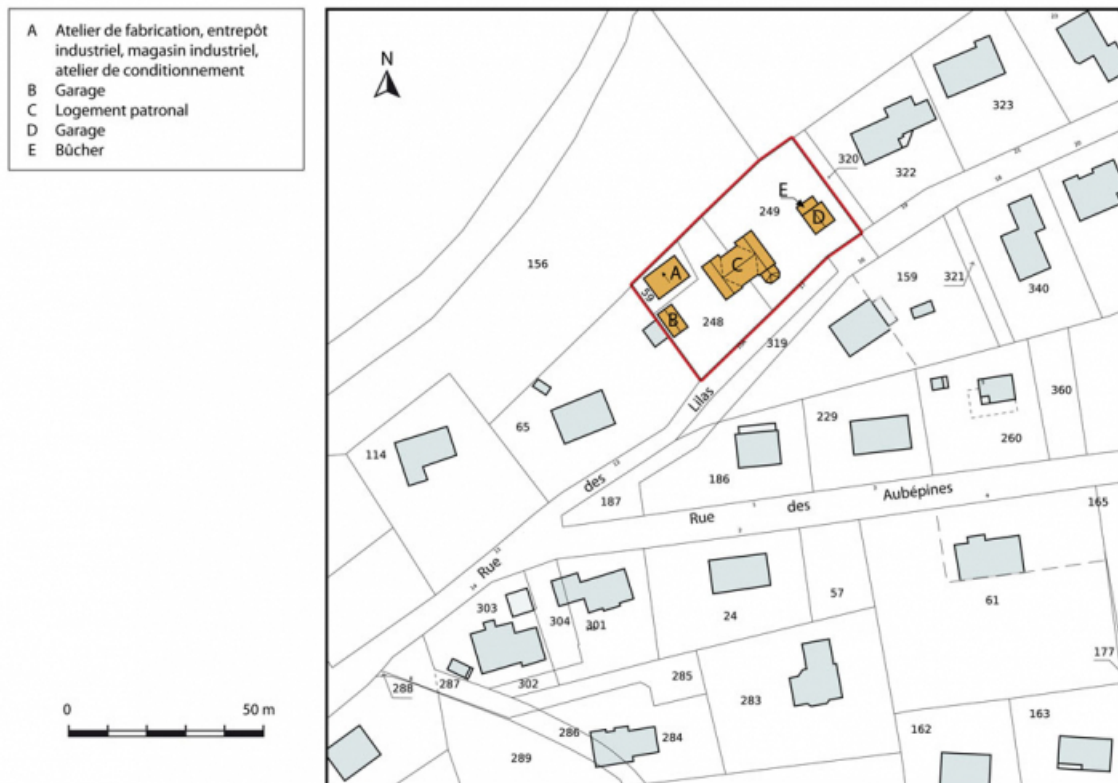 A Atelier de fabrication, entrepôt
industriel, magasin industriel,
atelier de conditionnement
B Garage
C Logement patronal
D Garage
E Bûcher
N
323
320
322
E
249
D
156
A
C
159
321
59
340
B
248
319
Lilas
360
65
229
260
114
des
186
187
Rue des Aubépines
165
Rue
57
61
303
304
301
24
177
285
288
287
302
283
0 50 m
286
284
162
163
289